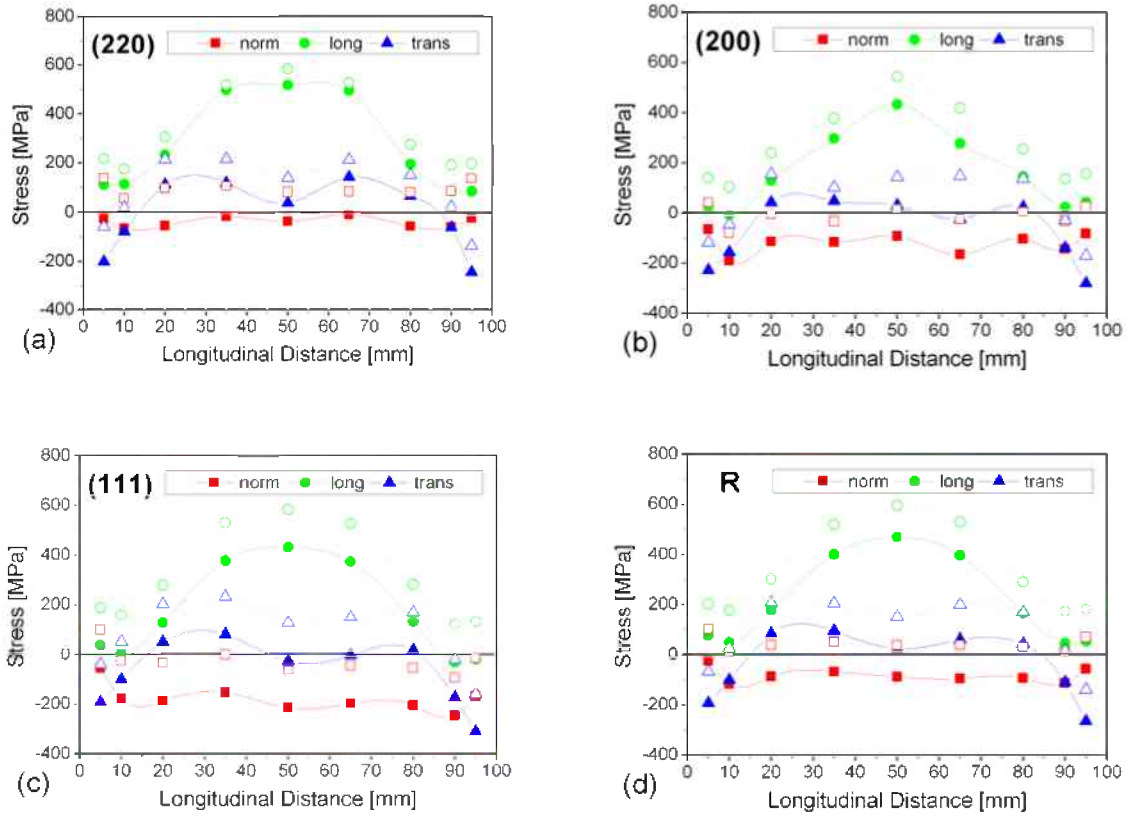 (220)
norm long trans
800
600
400
200
0
-200
-400
Stress [MPa]
0 10 20 30 40 50 60 70 80 90 100
Longitudinal Distance [mm]
(a)
(200)
norm long trans
800
600
400
200
0
-200
-400
Stress [MPa]
0 10 20 30 40 50 60 70 80 90 100
Longitudinal Distance [mm]
(b)
(111)
norm long trans
800
600
400
200
0
-200
-400
Stress [MPa]
0 10 20 30 40 50 60 70 80 90 100
Longitudinal Distance [mm]
(c)
R
norm long trans
800
600
400
200
0
-200
-400
Stress [MPa]
0 10 20 30 40 50 60 70 80 90 100
Longitudinal Distance [mm]
(d)